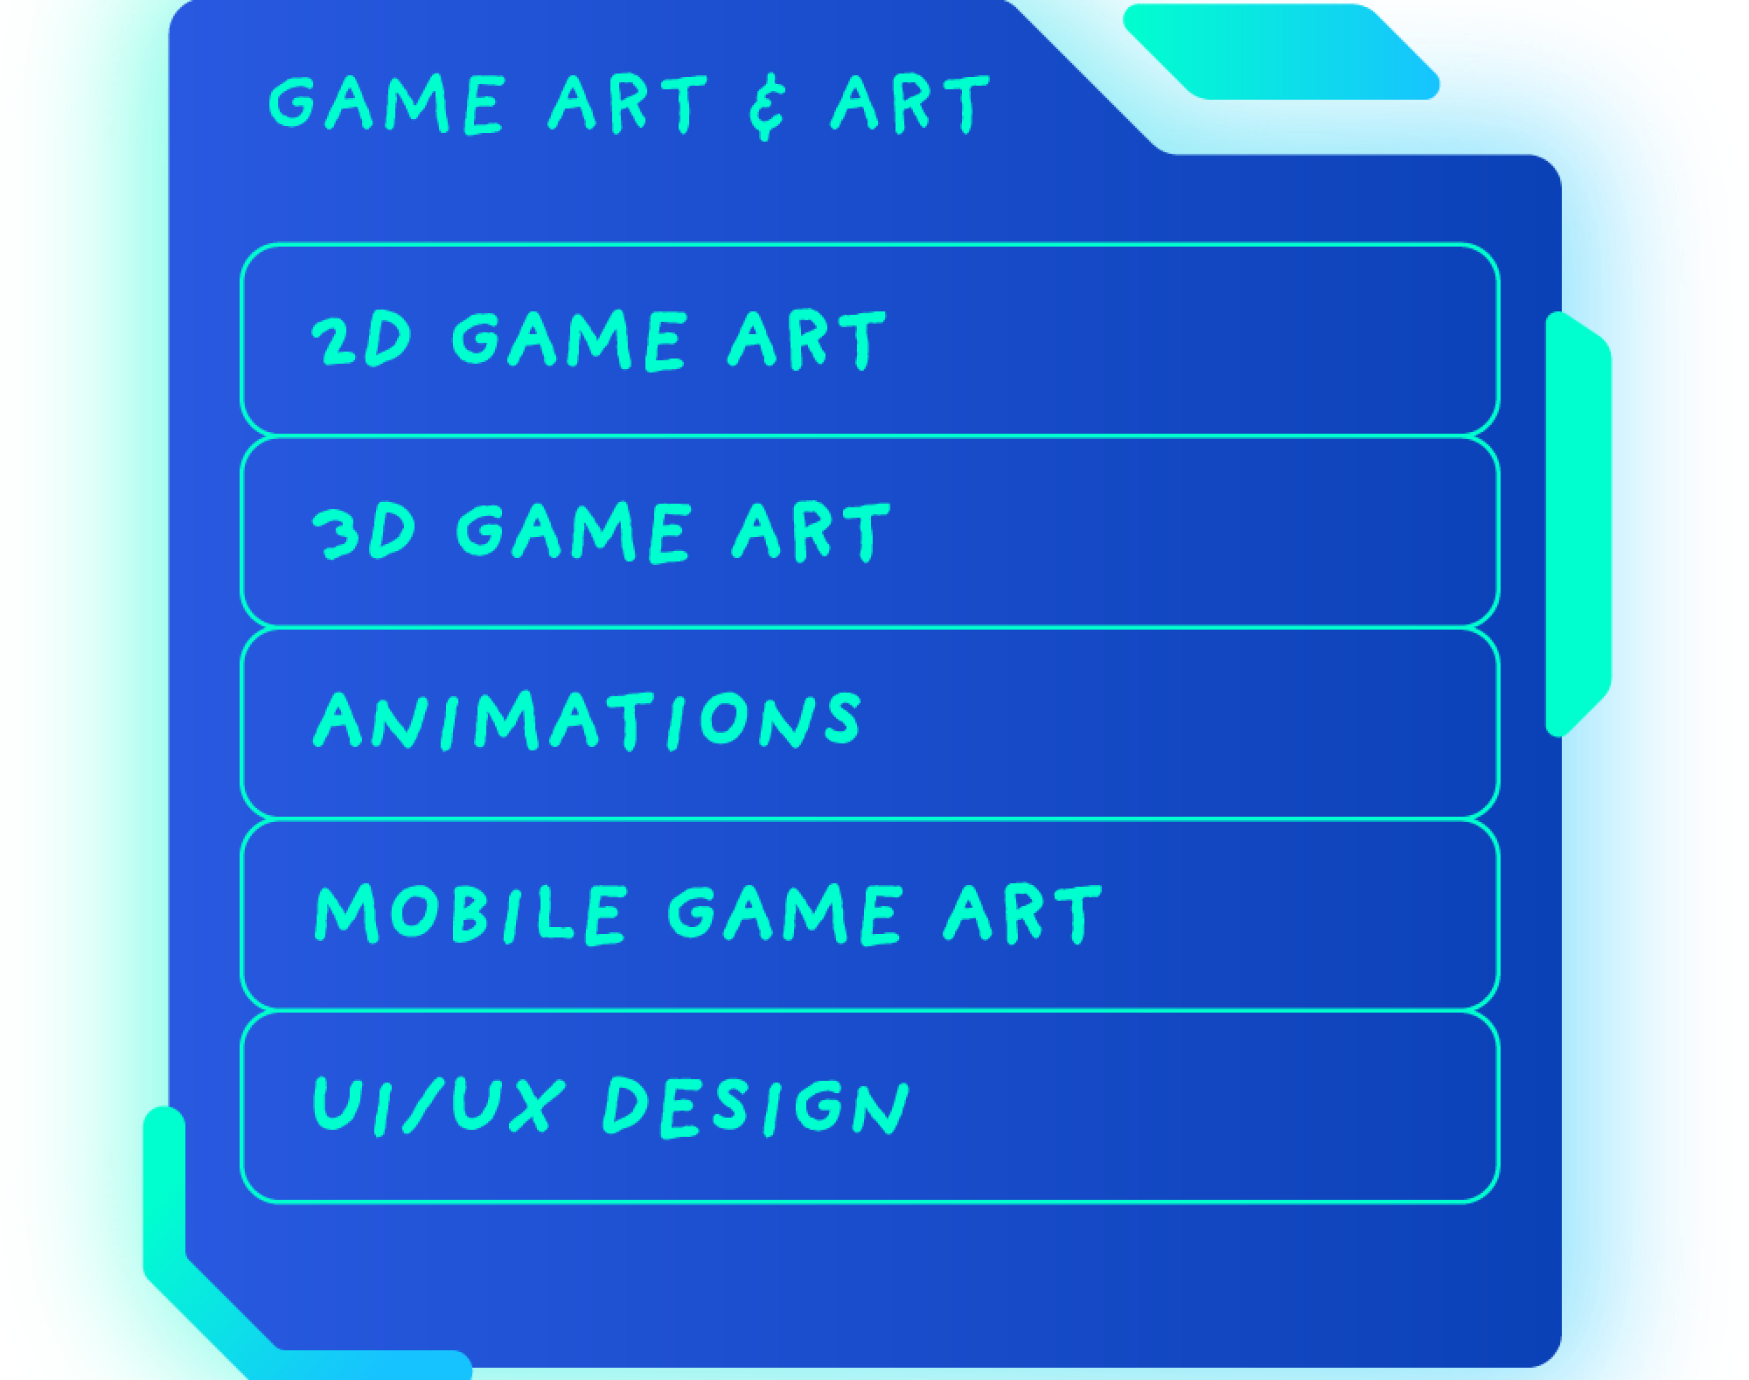 GAME ART & ART
2D GAME ART
3D GAME ART
ANIMATIONS
MOBILE GAME ART
UI/UX DESIGN